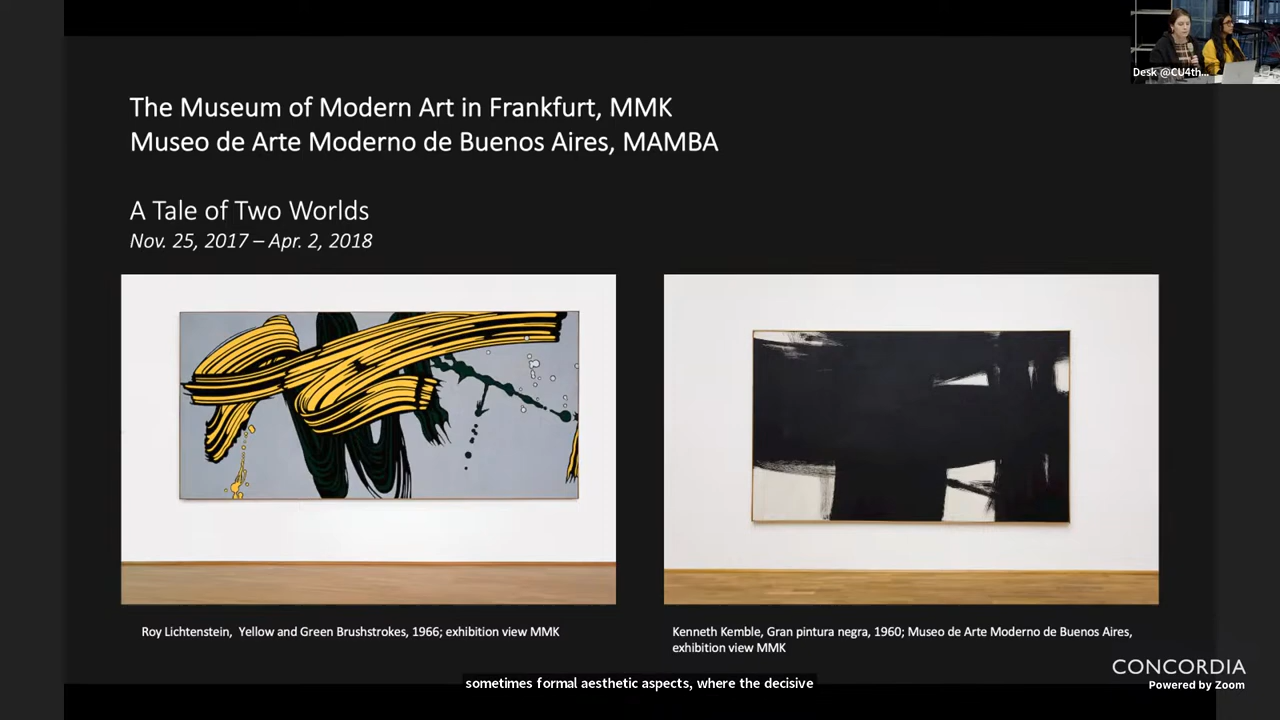 Desk @CU4th...
The Museum of Modern Art in Frankfurt, MMK
Museo de Arte Moderno de Buenos Aires, MAMBA
A Tale of Two Worlds
Nov. 25, 2017 – Apr. 2, 2018
Roy Lichtenstein, Yellow and Green Brushstrokes, 1966; exhibition view MMK
Kenneth Kemble, Gran pintura negra, 1960; Museo de Arte Moderno de Buenos Aires,
exhibition view MMK
CONCORDIA
sometimes formal aesthetic aspects, where the decisive
Powered by Zoom